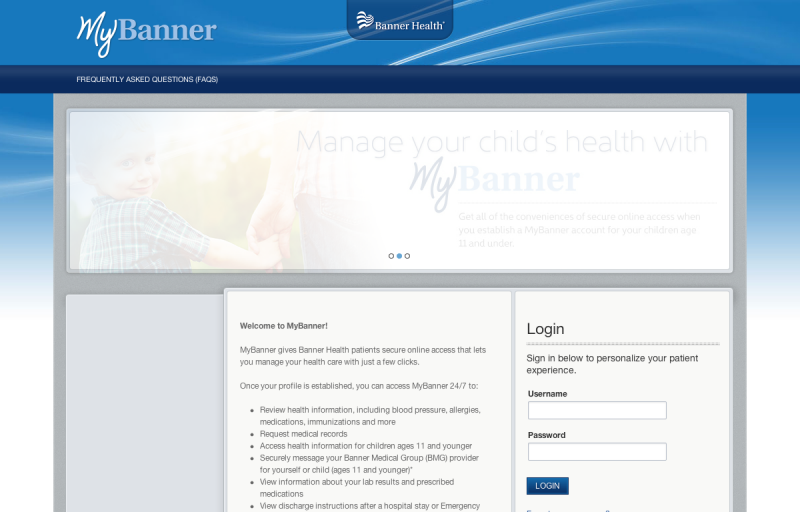 MyBanner
Banner Health®
FREQUENTLY ASKED QUESTIONS (FAQS)
Manage your child's health with
MyBanner
Get all of the conveniences of secure online access when
you establish a MyBanner account for your children age
11 and under.
Welcome to MyBanner!
MyBanner gives Banner Health patients secure online access that lets
you manage your health care with just a few clicks.
Once your profile is established, you can access MyBanner 24/7 to:
Review health information, including blood pressure, allergies,
medications, immunizations and more
Request medical records
Access health information for children ages 11 and younger
Securely message your Banner Medical Group (BMG) provider
for yourself or child (ages 11 and younger)*
View information about your lab results and prescribed
medications
View discharge instructions after a hospital stay or Emergency
Login
Sign in below to personalize your patient
experience.
Username
Password
LOGIN